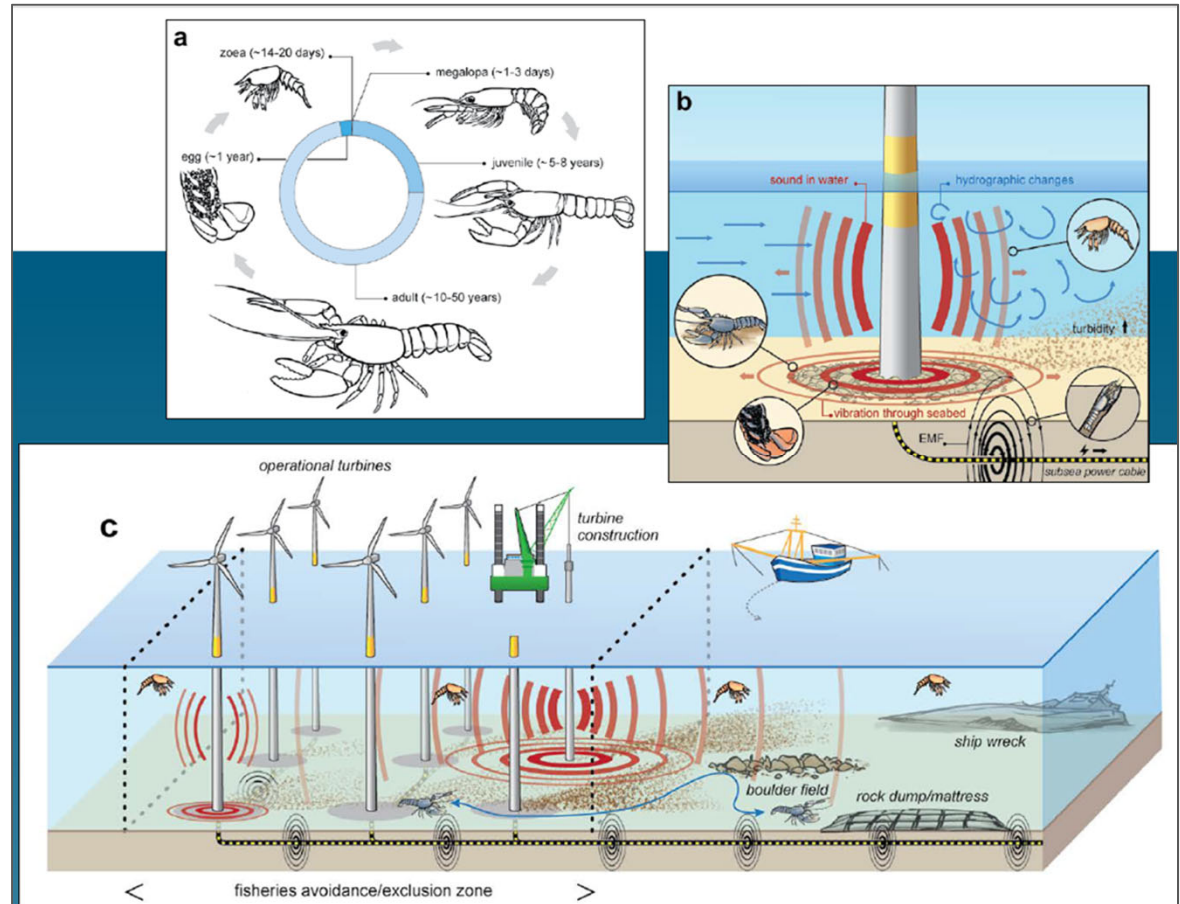 a
zoea (~14-20 days)
megalopa (~1-3 days)
egg (~1 year)
juvenile (~5-8 years)
adult (~10-50 years)
b
sound in water
hydrographic changes
turbidity
vibration through seabed
EMF
subsea power cable
c
operational turbines
turbine
construction
ship wreck
boulder field
rock dump/mattress
< fisheries avoidance/exclusion zone >